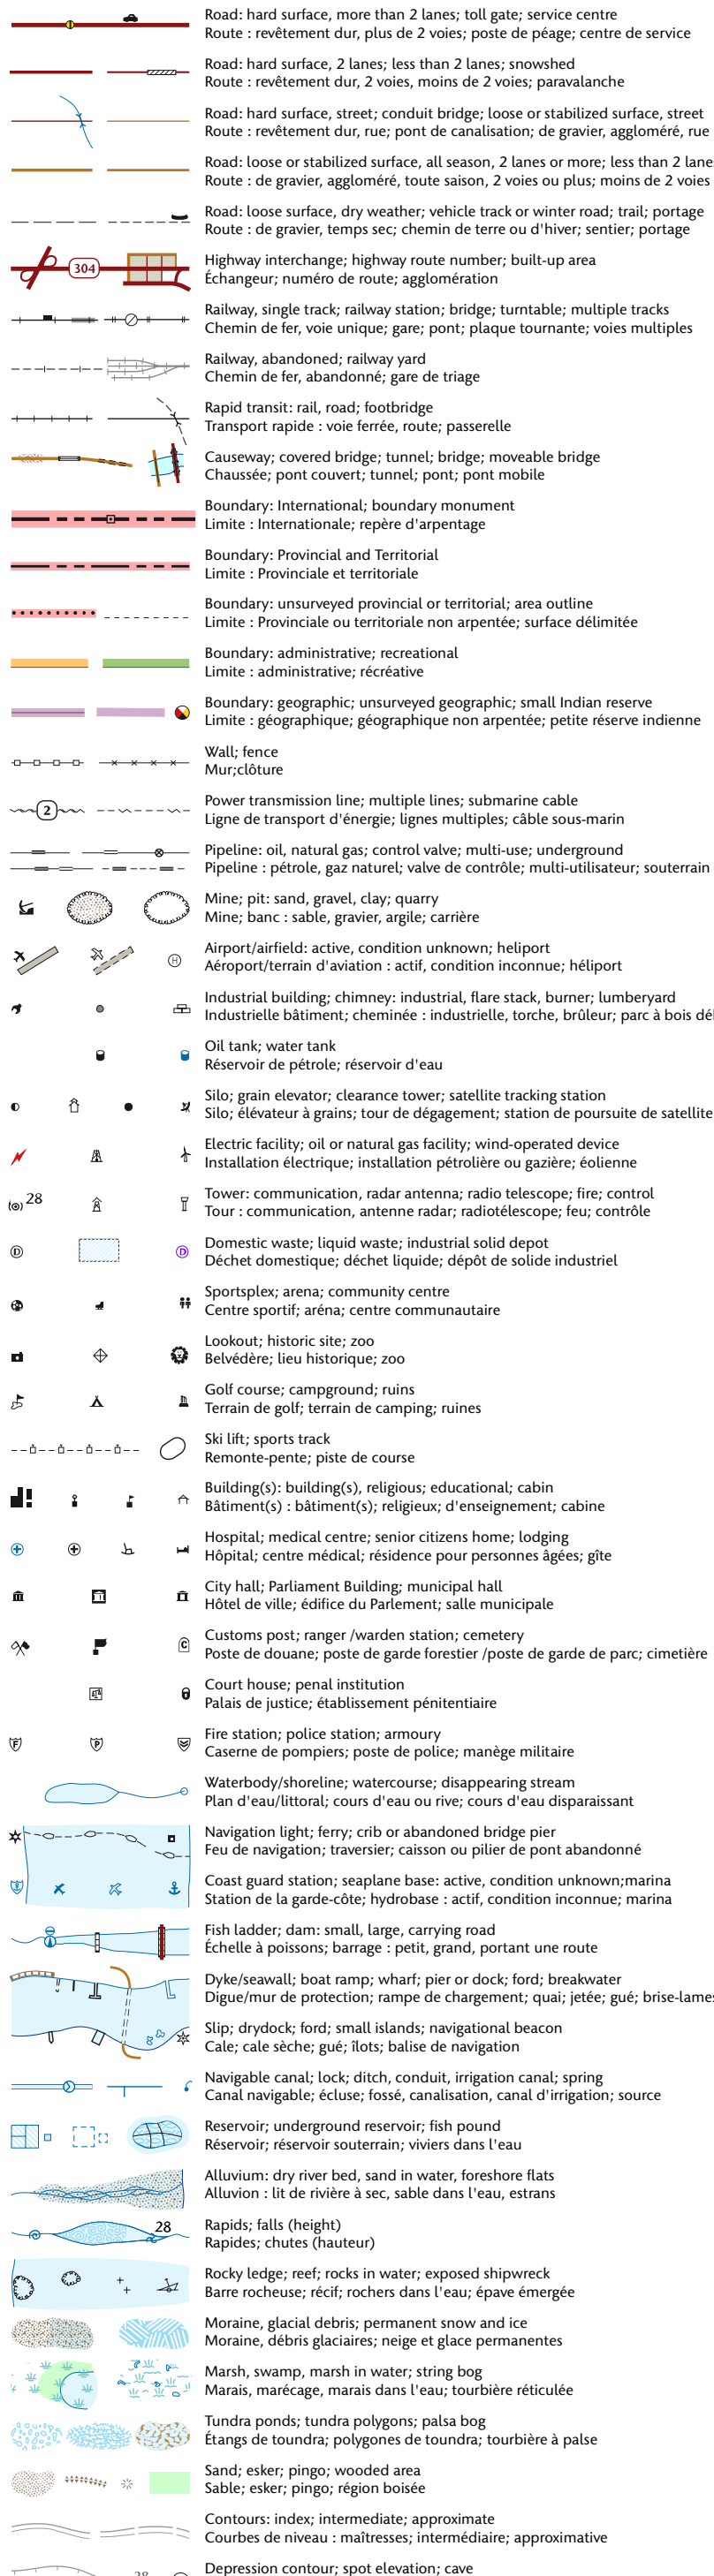 Road: hard surface, more than 2 lanes; toll gate; service centre
Route : revêtement dur, plus de 2 voies; poste de péage; centre de service
Road: hard surface, 2 lanes; less than 2 lanes; snowshed
Route : revêtement dur, 2 voies, moins de 2 voies; paravalanche
Road: hard surface, street; conduit bridge; loose or stabilized surface, street
Route : revêtement dur, rue; pont de canalisation; de gravier, aggloméré, rue
Road: loose or stabilized surface, all season, 2 lanes or more; less than 2 lane
Route : de gravier, aggloméré, toute saison, 2 voies ou plus; moins de 2 voies
Road: loose surface, dry weather; vehicle track or winter road; trail; portage
Route : de gravier, temps sec; chemin de terre ou d'hiver; sentier; portage
304
Highway interchange; highway route number; built-up area
Échangeur; numéro de route; agglomération
Railway, single track; railway station; bridge; turntable; multiple tracks
Chemin de fer, voie unique; gare; pont; plaque tournante; voies multiples
Railway, abandoned; railway yard
Chemin de fer, abandonné; gare de triage
Rapid transit: rail, road; footbridge
Transport rapide : voie ferrée, route; passerelle
Causeway; covered bridge; tunnel; bridge; moveable bridge
Chaussée; pont couvert; tunnel; pont; pont mobile
Boundary: International; boundary monument
Limite : Internationale; repère d'arpentage
Boundary: Provincial and Territorial
Limite : Provinciale et territoriale
Boundary: unsurveyed provincial or territorial; area outline
Limite : Provinciale ou territoriale non arpentée; surface délimitée
Boundary: administrative; recreational
Limite : administrative; récréative
Boundary: geographic; unsurveyed geographic; small Indian reserve
Limite : géographique; géographique non arpentée; petite réserve indienne
Wall; fence
Mur;clôture
2
Power transmission line; multiple lines; submarine cable
Ligne de transport d'énergie; lignes multiples; câble sous-marin
Pipeline: oil, natural gas; control valve; multi-use; underground
Pipeline : pétrole, gaz naturel; valve de contrôle; multi-utilisateur; souterrain
Mine; pit: sand, gravel, clay; quarry
Mine; banc : sable, gravier, argile; carrière
H
Airport/airfield: active, condition unknown; heliport
Aéroport/terrain d'aviation : actif, condition inconnue; héliport
Industrial building; chimney: industrial, flare stack, burner; lumberyard
Industrielle bâtiment; cheminée : industrielle, torche, brûleur; parc à bois dé
Oil tank; water tank
Réservoir de pétrole; réservoir d'eau
Silo; grain elevator; clearance tower; satellite tracking station
Silo; élévateur à grains; tour de dégagement; station de poursuite de satellite
Electric facility; oil or natural gas facility; wind-operated device
Installation électrique; installation pétrolière ou gazière; éolienne
28
Tower: communication, radar antenna; radio telescope; fire; control
Tour : communication, antenne radar; radiotélescope; feu; contrôle
D
D
Domestic waste; liquid waste; industrial solid depot
Déchet domestique; déchet liquide; dépôt de solide industriel
Sportsplex; arena; community centre
Centre sportif; aréna; centre communautaire
Lookout; historic site; zoo
Belvédère; lieu historique; zoo
Golf course; campground; ruins
Terrain de golf; terrain de camping; ruines
Ski lift; sports track
Remonte-pente; piste de course
Building(s): building(s), religious; educational; cabin
Bâtiment(s) : bâtiment(s); religieux; d'enseignement; cabine
Hospital; medical centre; senior citizens home; lodging
Hôpital; centre médical; résidence pour personnes âgées; gîte
City hall; Parliament Building; municipal hall
Hôtel de ville; édifice du Parlement; salle municipale
C
Customs post; ranger /warden station; cemetery
Poste de douane; poste de garde forestier /poste de garde de parc; cimetière
Court house; penal institution
Palais de justice; établissement pénitentiaire
F
P
Fire station; police station; armoury
Caserne de pompiers; poste de police; manège militaire
Waterbody/shoreline; watercourse; disappearing stream
Plan d'eau/littoral; cours d'eau ou rive; cours d'eau disparaissant
Navigation light; ferry; crib or abandoned bridge pier
Feu de navigation; traversier; caisson ou pilier de pont abandonné
Coast guard station; seaplane base: active, condition unknown;marina
Station de la garde-côte; hydrobase : actif, condition inconnue; marina
Fish ladder; dam: small, large, carrying road
Échelle à poissons; barrage : petit, grand, portant une route
Dyke/seawall; boat ramp; wharf; pier or dock; ford; breakwater
Digue/mur de protection; rampe de chargement; quai; jetée; gué; brise-lames
Slip; drydock; ford; small islands; navigational beacon
Cale; cale sèche; gué; îlots; balise de navigation
Navigable canal; lock; ditch, conduit, irrigation canal; spring
Canal navigable; écluse; fossé, canalisation, canal d'irrigation; source
Reservoir; underground reservoir; fish pound
Réservoir; réservoir souterrain; viviers dans l'eau
Alluvium: dry river bed, sand in water, foreshore flats
Alluvion : lit de rivière à sec, sable dans l'eau, estrans
28
Rapids; falls (height)
Rapides; chutes (hauteur)
Rocky ledge; reef; rocks in water; exposed shipwreck
Barre rocheuse; récif; rochers dans l'eau; épave émergée
Moraine, glacial debris; permanent snow and ice
Moraine, débris glaciaires; neige et glace permanentes
Marsh, swamp, marsh in water; string bog
Marais, marécage, marais dans l'eau; tourbière réticulée
Tundra ponds; tundra polygons; palsa bog
Étangs de toundra; polygones de toundra; tourbière à palse
Sand; esker; pingo; wooded area
Sable; esker; pingo; région boisée
Contours: index; intermediate; approximate
Courbes de niveau : maîtresses; intermédiaire; approximative
Depression contour; spot elevation; cave